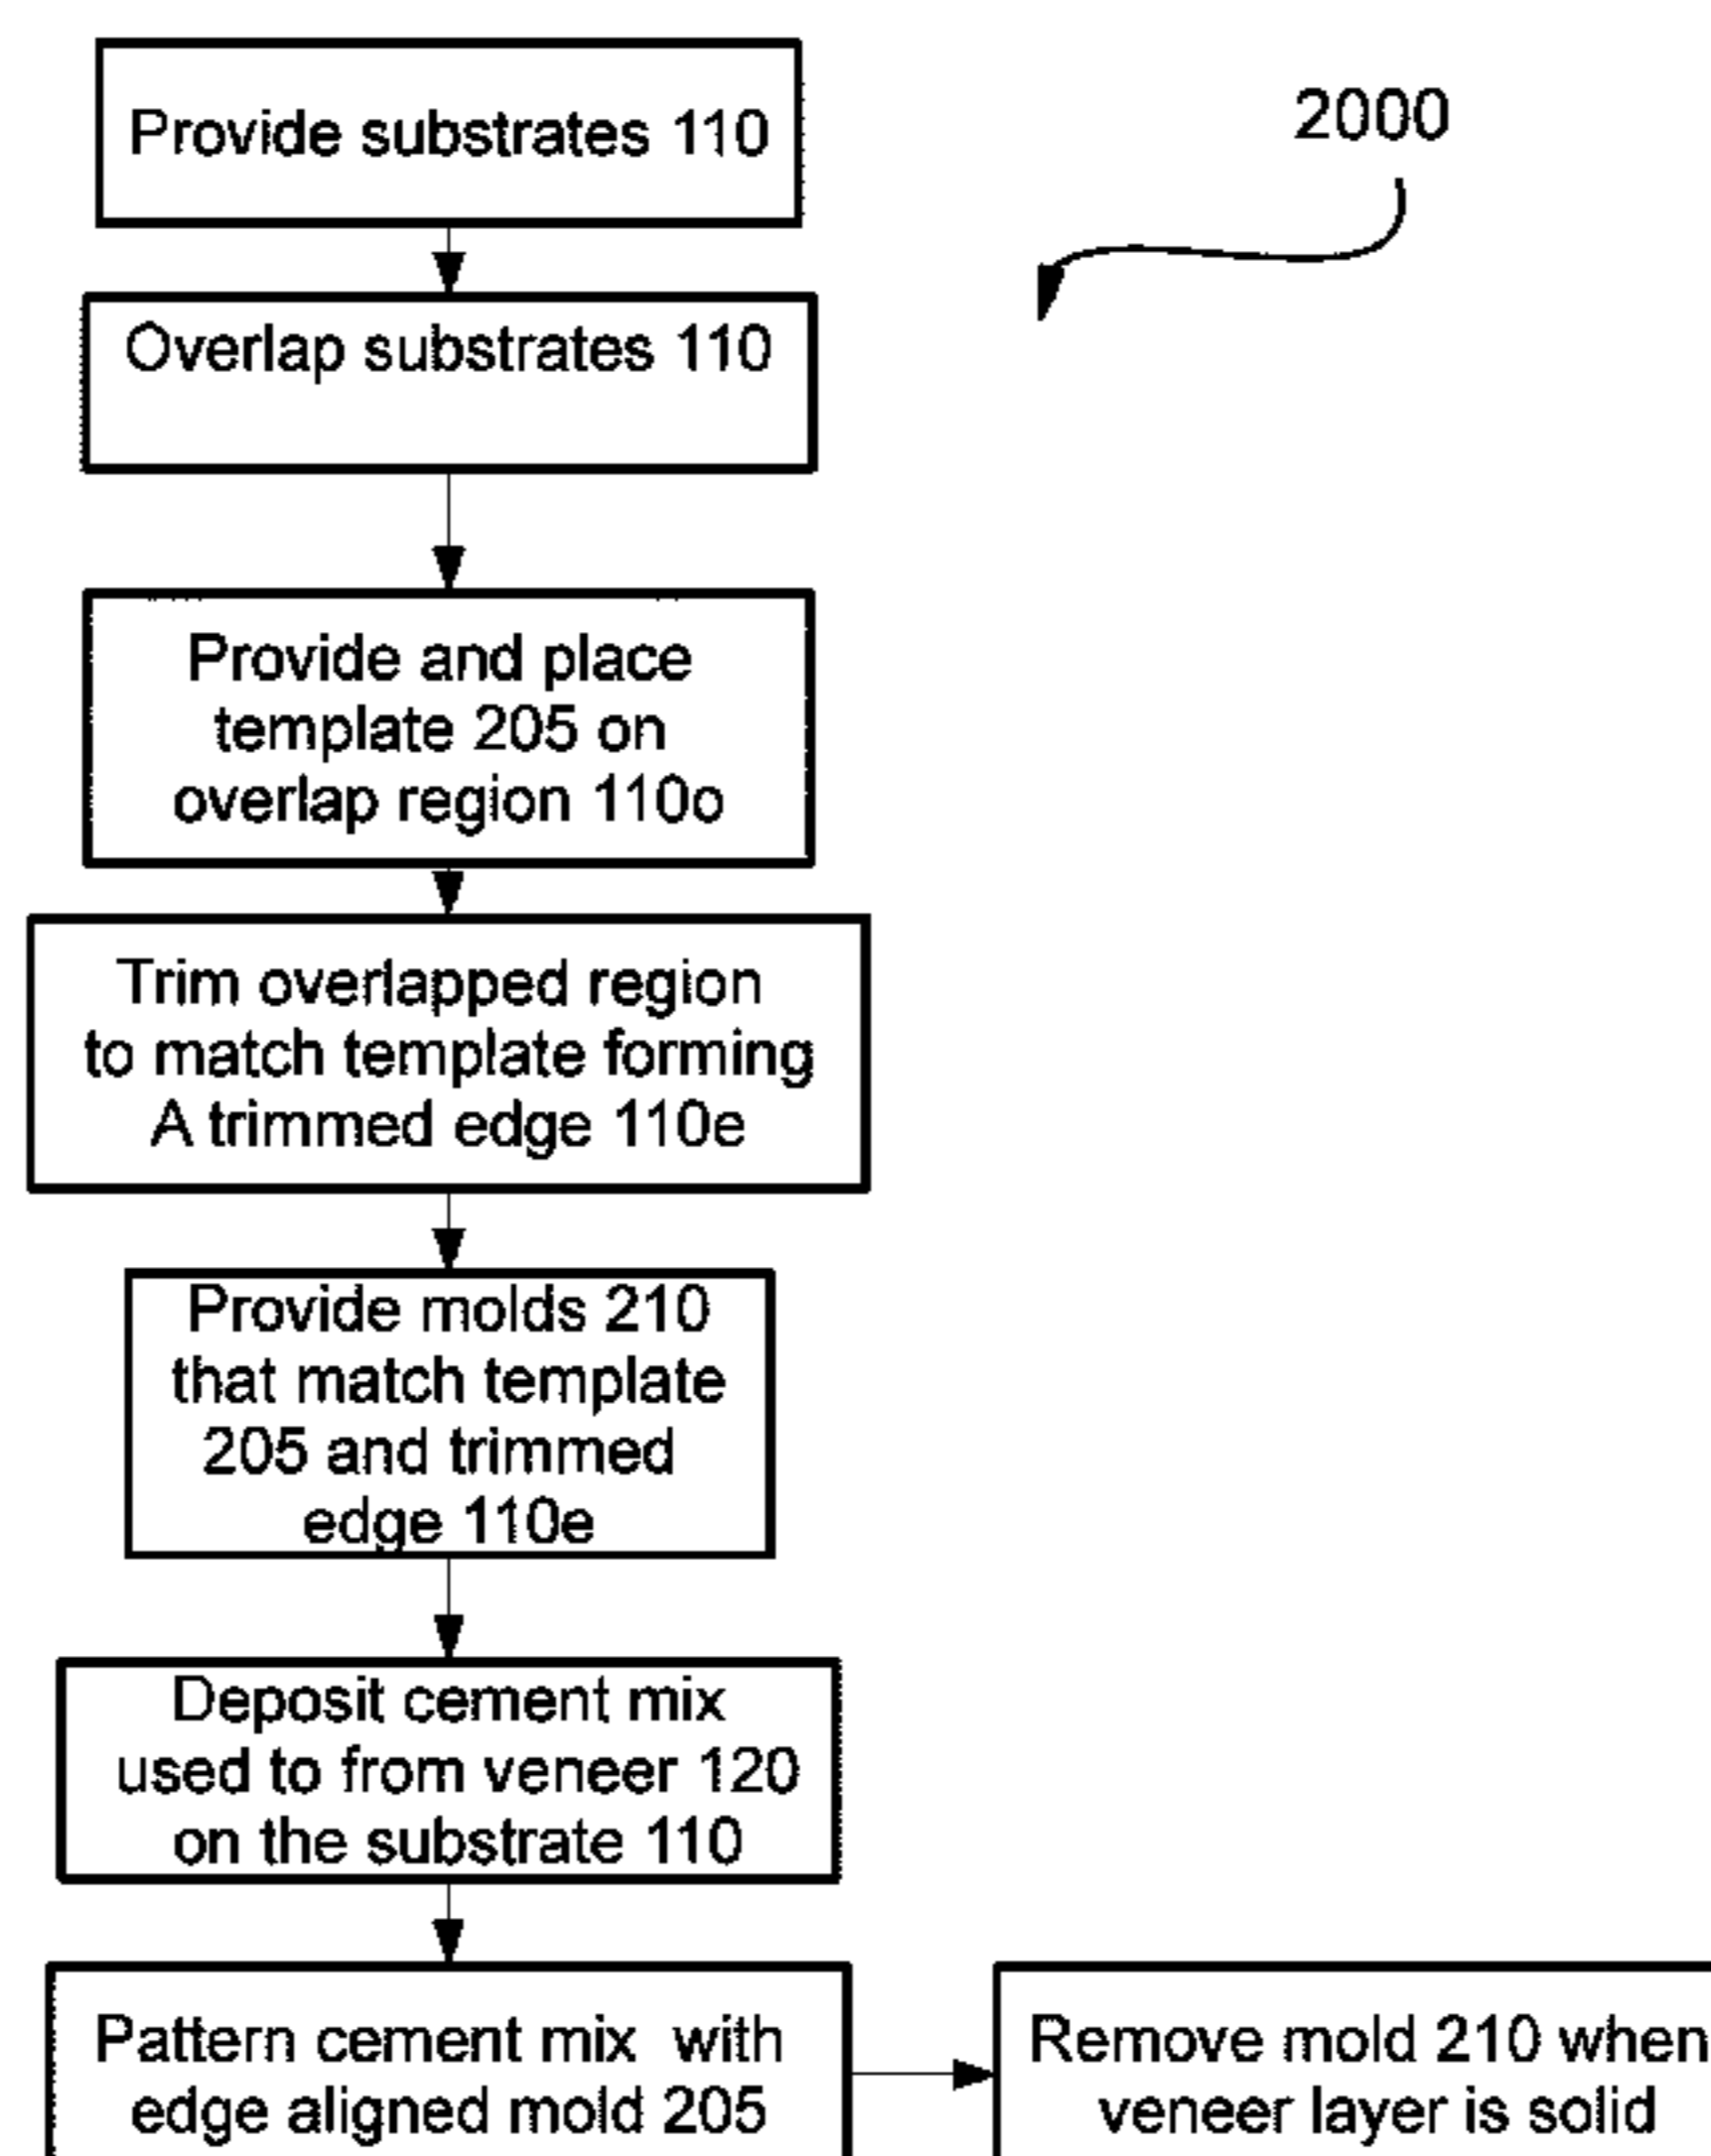 Provide substrates 110
2000
Overlap substrates 110
Provide and place
template 205 on
overlap region 110o
Trim overlapped region
to match template forming
A trimmed edge 110e
Provide molds 210
that match template
205 and trimmed
edge 110e
Deposit cement mix
used to from veneer 120
on the substrate 110
Pattern cement mix with
edge aligned mold 205
Remove mold 210 when
veneer layer is solid